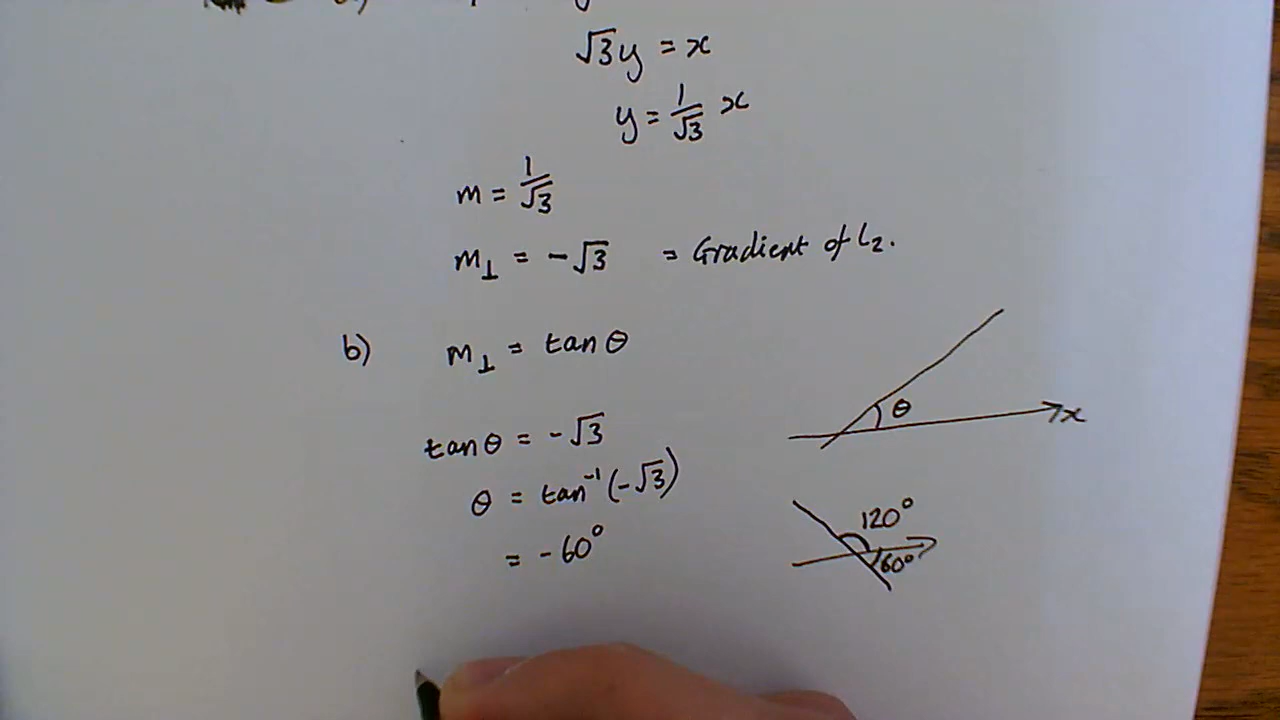 √3y = x
y = 1/√3 x
m = 1/√3
m⊥ = -√3 = Gradient of L2.
b) m⊥ = tan θ
θ
x
tan θ = -√3
θ = tan⁻¹(-√3)
= -60°
120°
60°